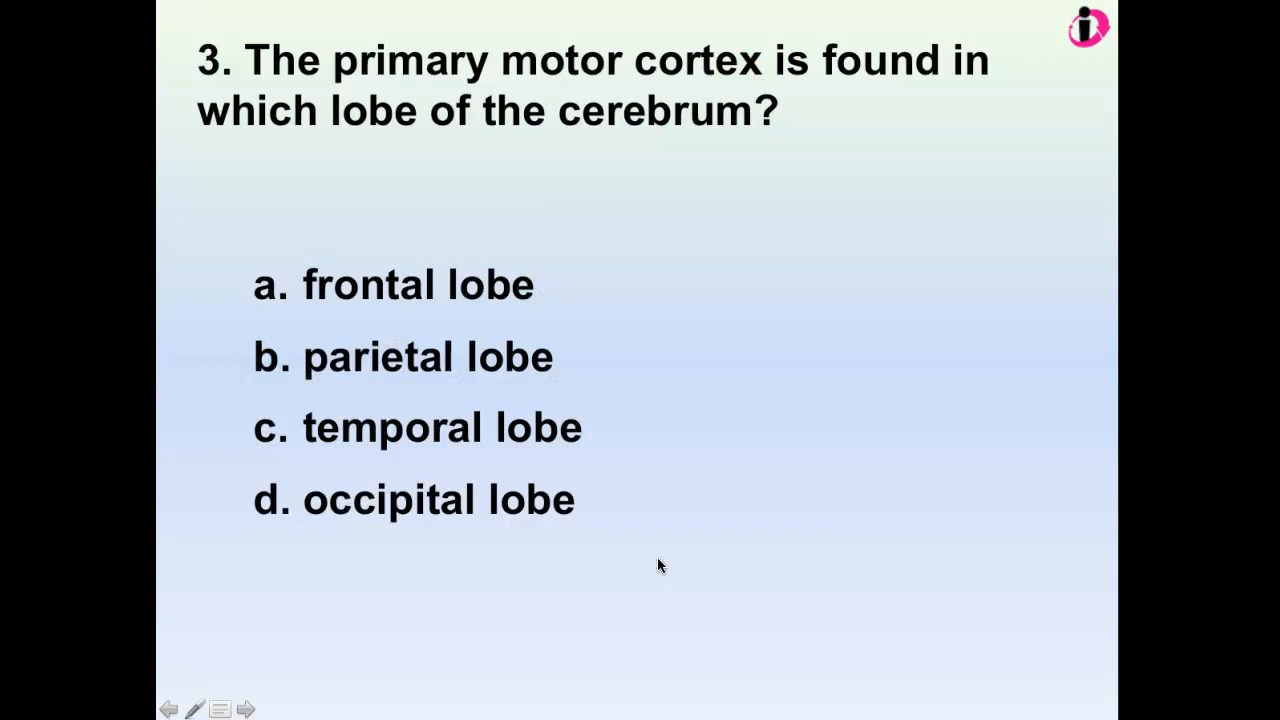 3. The primary motor cortex is found in
which lobe of the cerebrum?
a. frontal lobe
b. parietal lobe
c. temporal lobe
d. occipital lobe